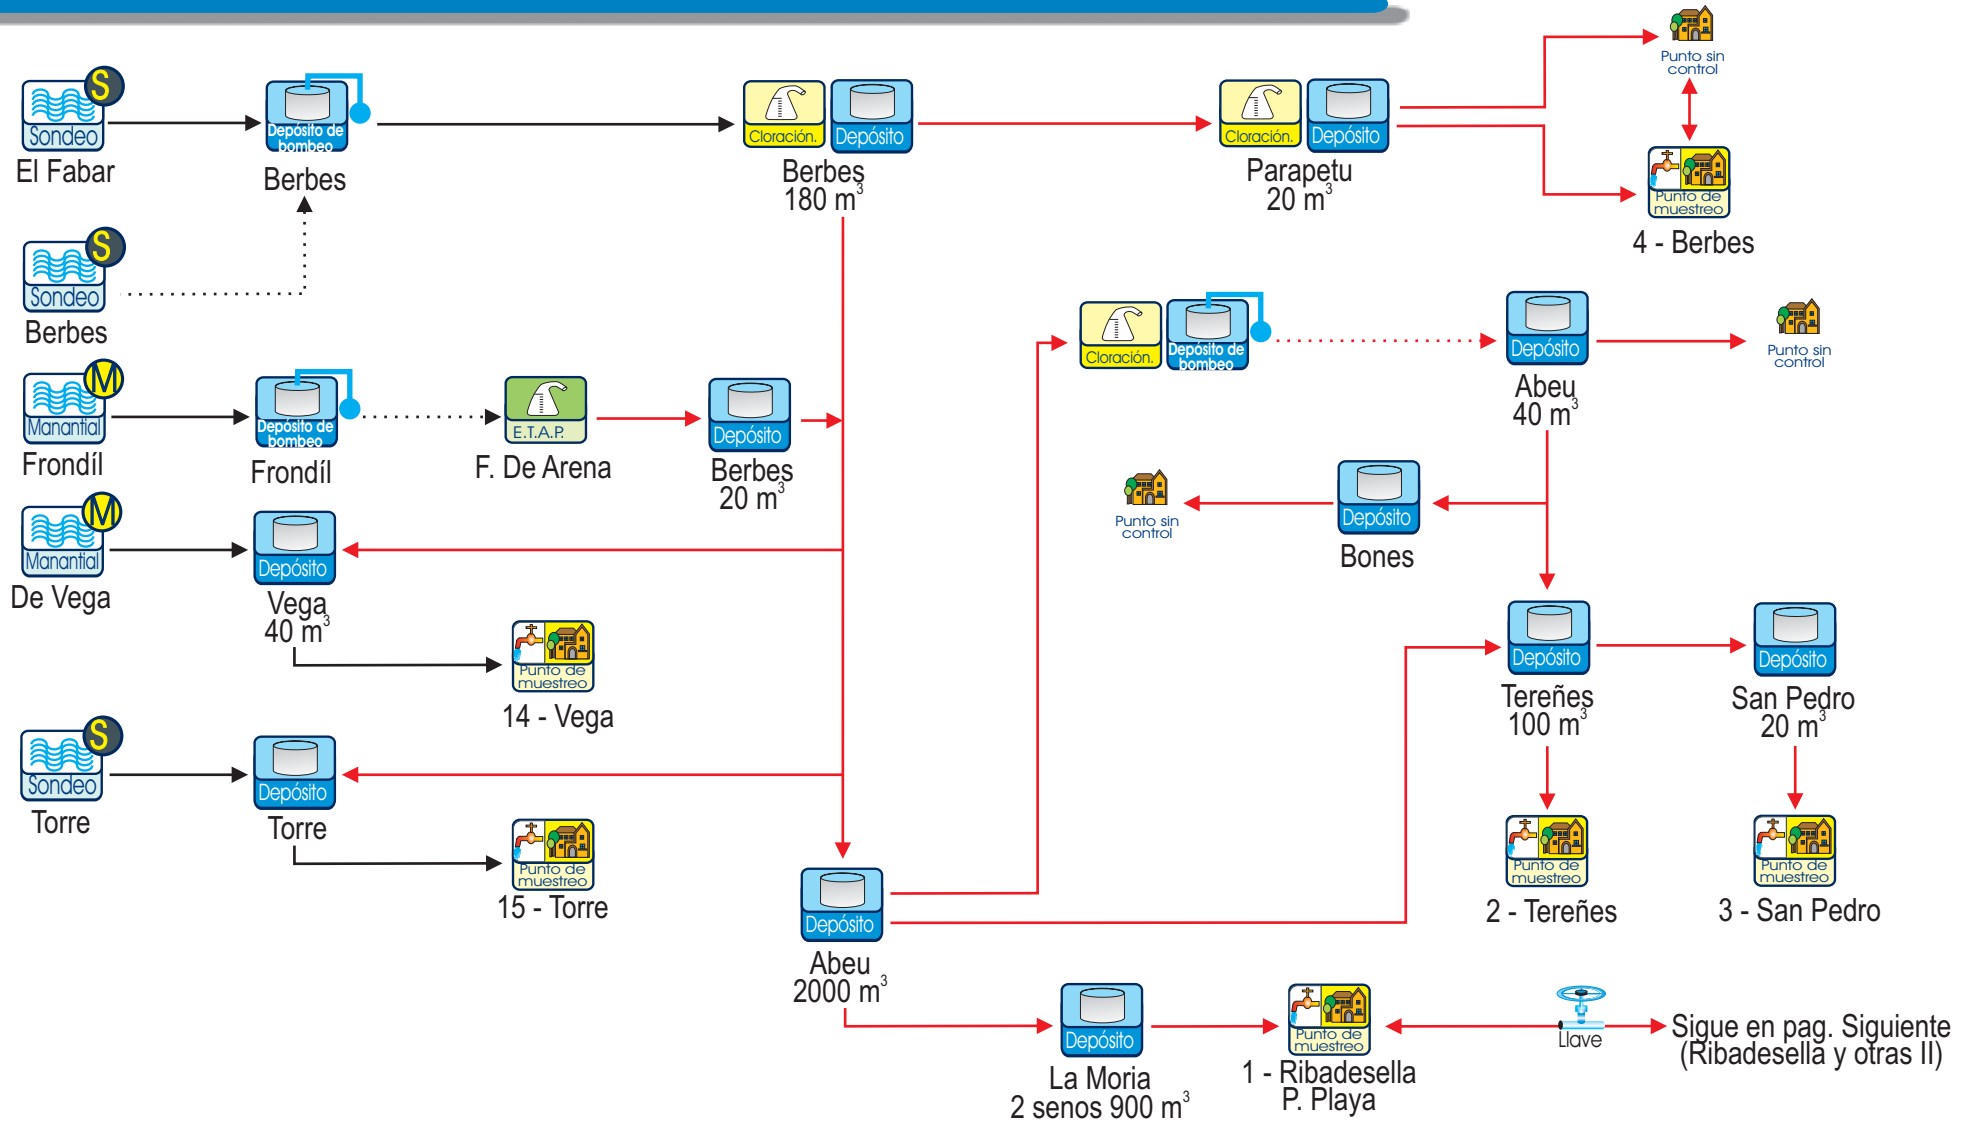 S
Sondeo
El Fabar
Depósito de
bombeo
Berbes
Cloración.
Depósito
Berbes
180 m³
Cloración.
Depósito
Parapetu
20 m³
Punto sin
control
Punto de
muestreo
4 - Berbes
S
Sondeo
Berbes
Cloración.
Depósito de
bombeo
Depósito
Abeu
40 m³
Punto sin
control
M
Manantial
Frondíl
Depósito de
bombeo
Frondíl
E.T.A.P.
F. De Arena
Depósito
Berbes
20 m³
Punto sin
control
Depósito
Bones
M
Manantial
De Vega
Depósito
Vega
40 m³
Punto de
muestreo
14 - Vega
Depósito
Tereñes
100 m³
Depósito
San Pedro
20 m³
S
Sondeo
Torre
Depósito
Torre
Punto de
muestreo
15 - Torre
Punto de
muestreo
2 - Tereñes
Punto de
muestreo
3 - San Pedro
Depósito
Abeu
2000 m³
Depósito
La Moria
2 senos 900 m³
Punto de
muestreo
1 - Ribadesella
P. Playa
Llave
Sigue en pag. Siguiente
(Ribadesella y otras II)